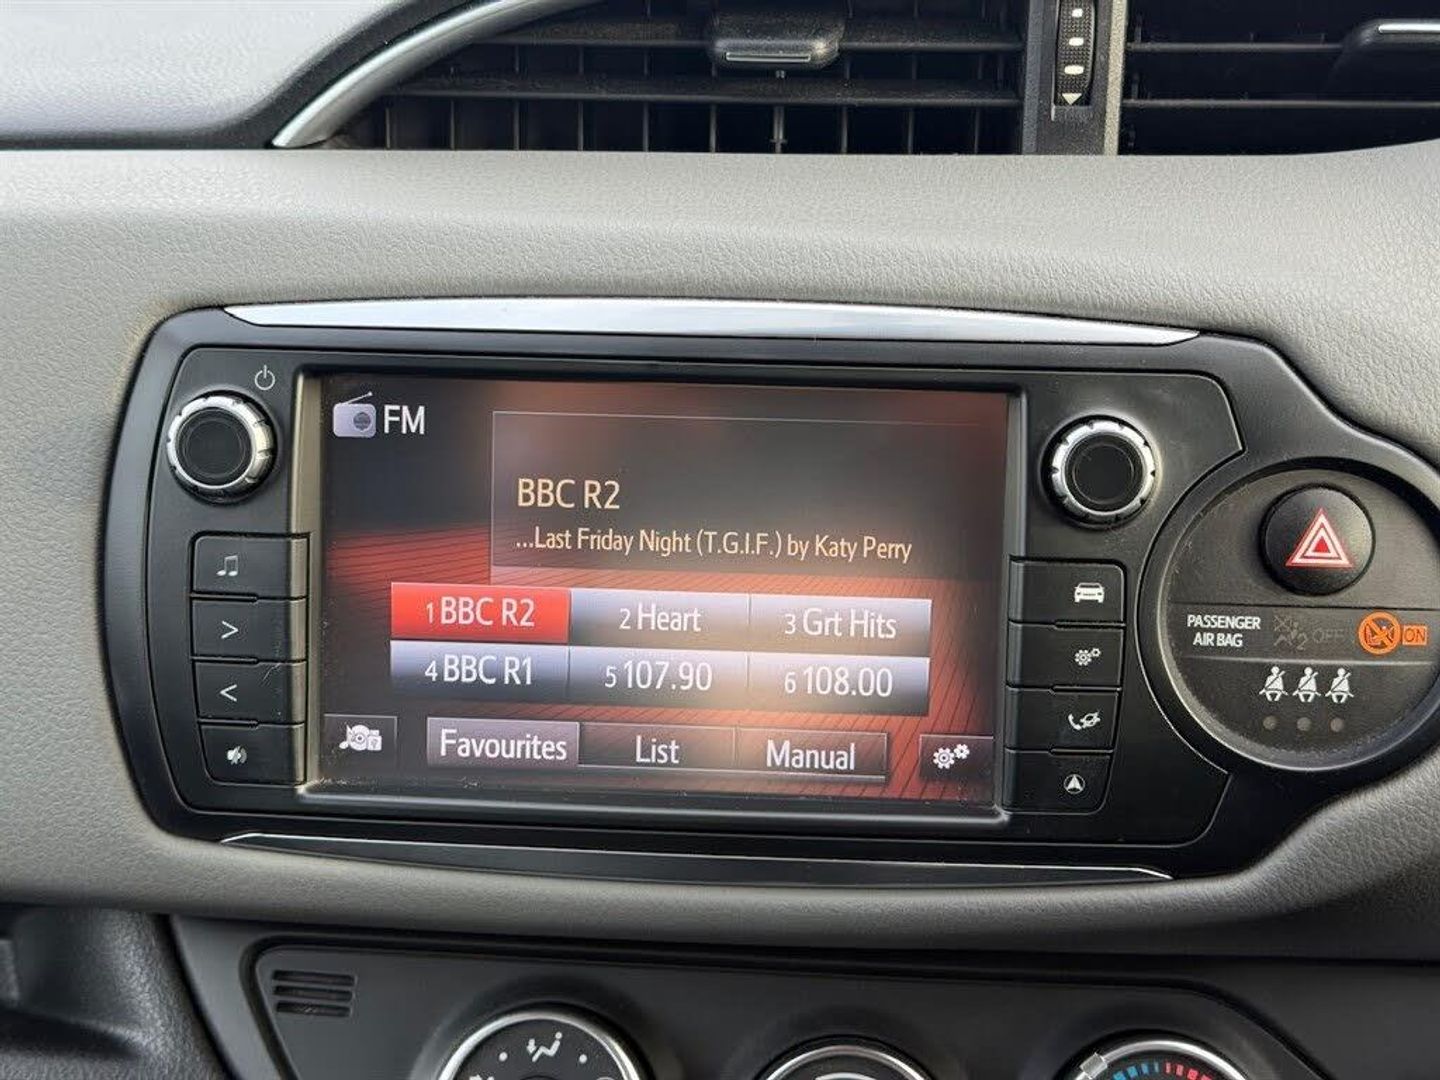 FM
BBC R2
...Last Friday Night (T.G.I.F.) by Katy Perry
1 BBC R2 2 Heart 3 Grt Hits
4 BBC R1 5 107.90 6 108.00
Favourites List Manual
PASSENGER
AIR BAG
2 OFF ON